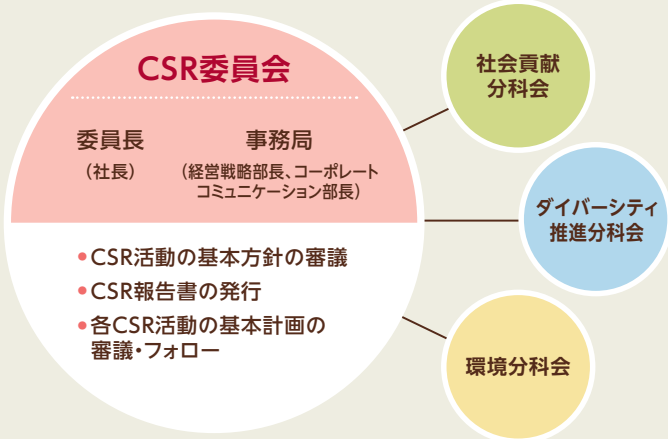 CSR委員会
委員長
(社長)
事務局
(経営戦略部長、コーポレート
コミュニケーション部長)
•CSR活動の基本方針の審議
•CSR報告書の発行
•各CSR活動の基本計画の
審議・フォロー
社会貢献
分科会
ダイバーシティ
推進分科会
環境分科会